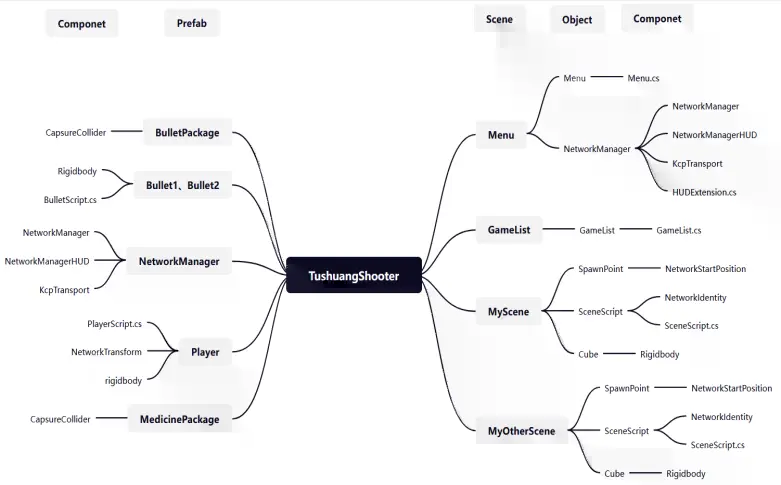 Componet
Prefab
Scene
Object
Componet
CapsureCollider
BulletPackage
Rigidbody
BulletScript.cs
Bullet1、Bullet2
NetworkManager
NetworkManagerHUD
KcpTransport
NetworkManager
PlayerScript.cs
NetworkTransform
rigidbody
Player
CapsureCollider
MedicinePackage
TushuangShooter
Menu
Menu
Menu.cs
NetworkManager
NetworkManager
NetworkManagerHUD
KcpTransport
HUDExtension.cs
GameList
GameList
GameList.cs
MyScene
SpawnPoint
NetworkStartPosition
SceneScript
NetworkIdentity
SceneScript.cs
Cube
Rigidbody
MyOtherScene
SpawnPoint
NetworkStartPosition
SceneScript
NetworkIdentity
SceneScript.cs
Cube
Rigidbody